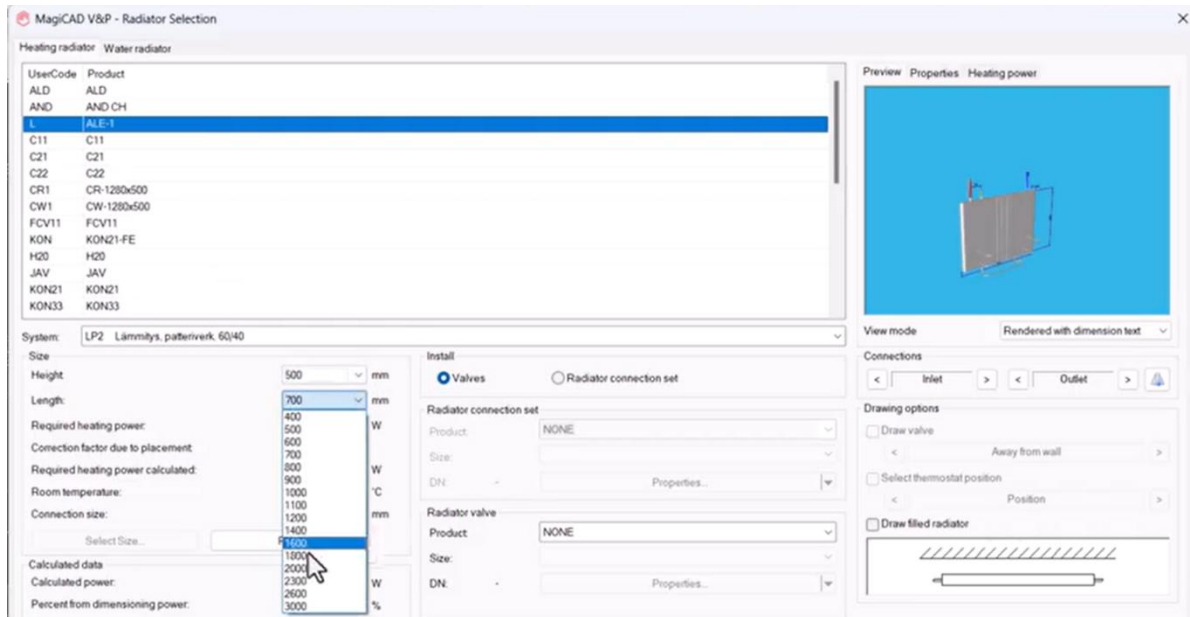 MagiCAD V&P - Radiator Selection
Heating radiator Water radiator
UserCode Product
ALD ALD
AND AND CH
L ALE-1
C11 C11
C21 C21
C22 C22
CR1 CR-1280x500
CW1 CW-1280x500
FCV11 FCV11
KON KON21-FE
H20 H20
JAV JAV
KON21 KON21
KON33 KON33
System: LP2 Lämmitys, patteriverk, 60/40
Size
Height 500 mm
Length: 700 mm
400
500
600
700
800
900
1000
1100
1200
1400
1600
1800
2000
2300
2600
3000
Required heating power: W
Correction factor due to placement:
Required heating power calculated: W
Room temperature: °C
Connection size: mm
Select Size...
Calculated data
Calculated power: W
Percent from dimensioning power: %
Install
Valves Radiator connection set
Radiator connection set
Product: NONE
Size:
DN: - Properties...
Radiator valve
Product: NONE
Size:
DN: - Properties...
Preview Properties Heating power
View mode Rendered with dimension text
Connections
< Inlet > < Outlet >
Drawing options
Draw valve
< Away from wall >
Select thermostat position
< Position >
Draw filled radiator